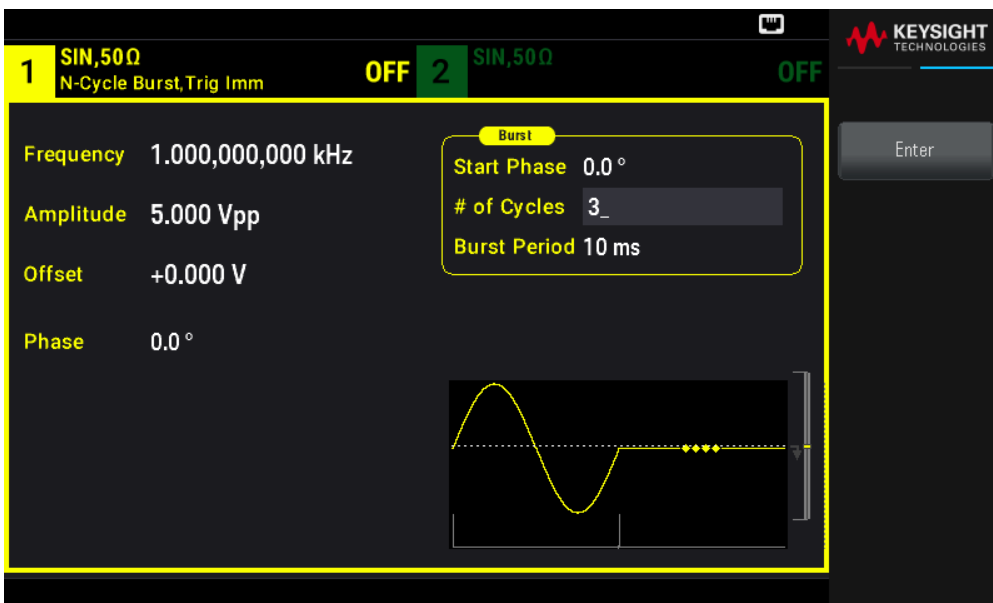 KEYSIGHT
TECHNOLOGIES
1
SIN,50Ω
N-Cycle Burst,Trig Imm
OFF
2
SIN,50Ω
OFF
Frequency 1.000,000,000 kHz
Amplitude 5.000 Vpp
Offset +0.000 V
Phase 0.0 °
Burst
Start Phase 0.0 °
# of Cycles 3_
Burst Period 10 ms
Enter